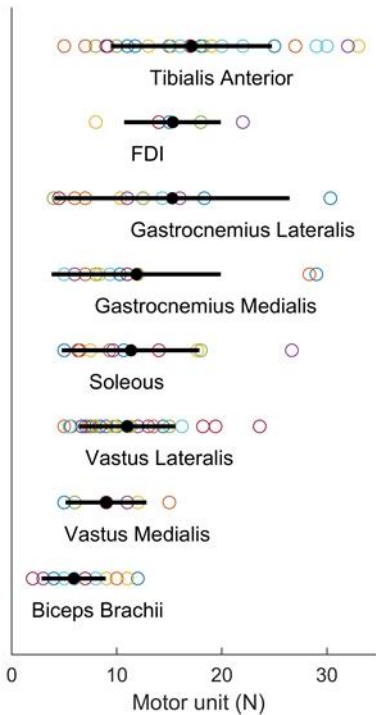 Tibialis Anterior
FDI
Gastrocnemius Lateralis
Gastrocnemius Medialis
Soleous
Vastus Lateralis
Vastus Medialis
Biceps Brachii
0 10 20 30
Motor unit (N)